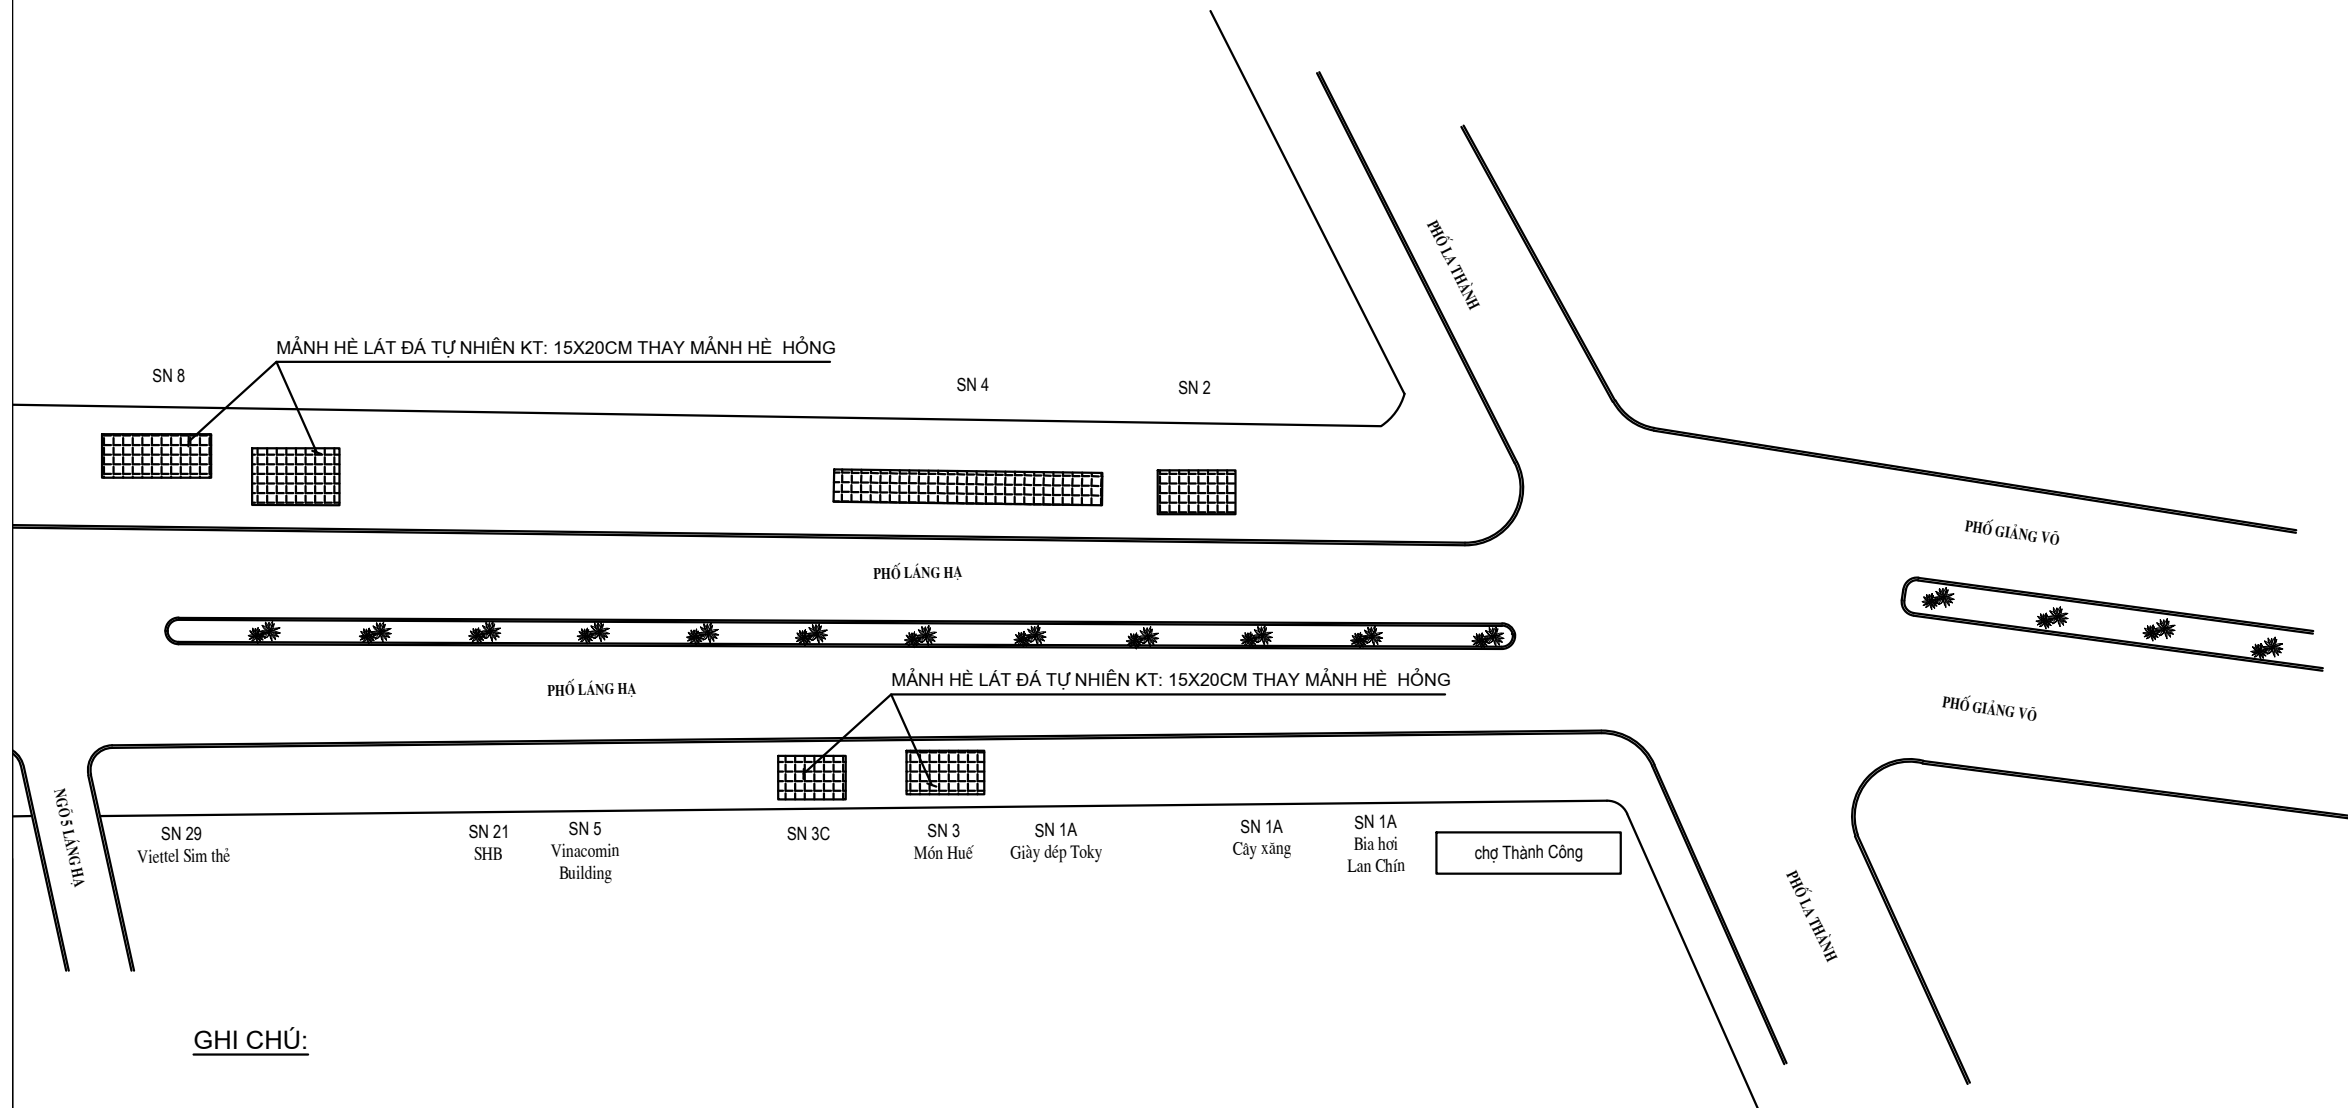 PHỐ LA THÀNH
MẢNH HÈ LÁT ĐÁ TỰ NHIÊN KT: 15X20CM THAY MẢNH HÈ HỎNG
SN 8
SN 4
SN 2
PHỐ GIẢNG VÕ
PHỐ LÁNG HẠ
MẢNH HÈ LÁT ĐÁ TỰ NHIÊN KT: 15X20CM THAY MẢNH HÈ HỎNG
PHỐ LÁNG HẠ
PHỐ GIẢNG VÕ
NGÕ 5 LÁNG HẠ
SN 29
Viettel Sim thẻ
SN 21
SHB
SN 5
Vinacomin
Building
SN 3C
SN 3
Món Huế
SN 1A
Giày dép Toky
SN 1A
Cây xăng
SN 1A
Bia hơi
Lan Chín
chợ Thành Công
PHỐ LA THÀNH
GHI CHÚ: